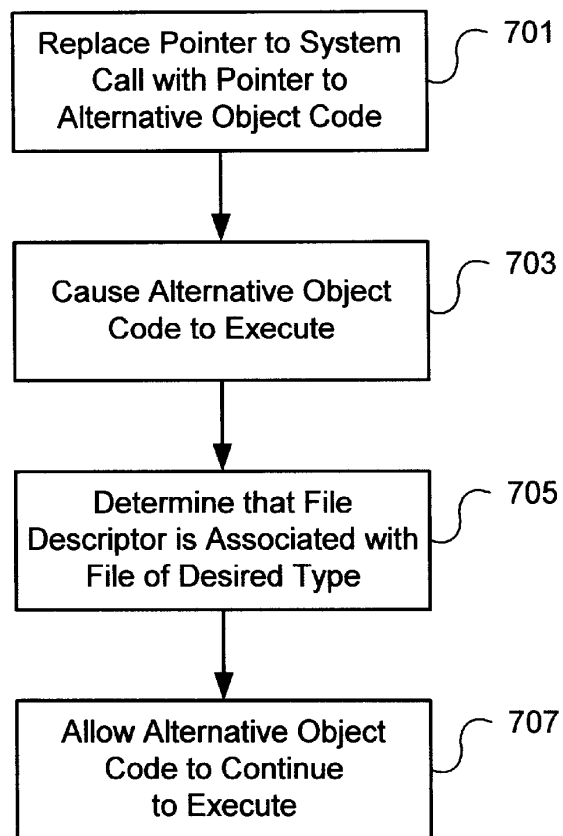 Replace Pointer to System
Call with Pointer to
Alternative Object Code
701
Cause Alternative Object
Code to Execute
703
Determine that File
Descriptor is Associated with
File of Desired Type
705
Allow Alternative Object
Code to Continue
to Execute
707